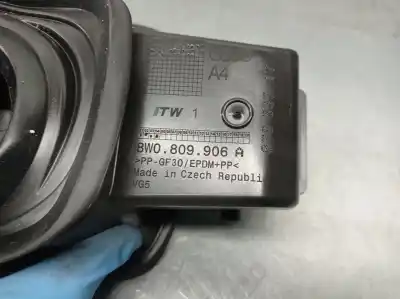 A4
ITW 1
8W0.809.906 A
>PP-GF30/EPDM+PP<
Made in Czech Republi
VG5